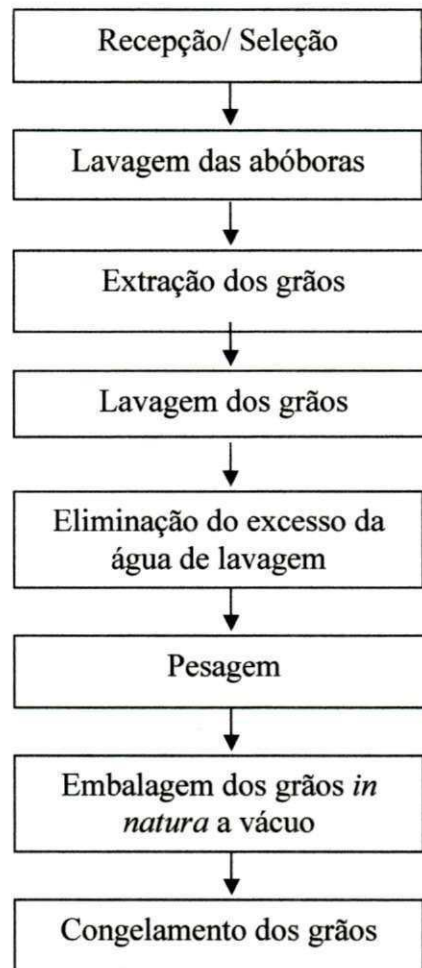 Recepção/ Seleção
Lavagem das abóboras
Extração dos grãos
Lavagem dos grãos
Eliminação do excesso da
água de lavagem
Pesagem
Embalagem dos grãos in
natura a vácuo
Congelamento dos grãos